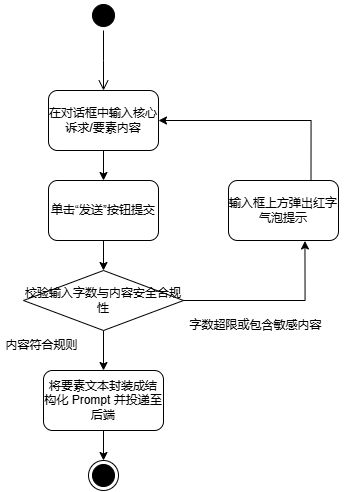 在对话框中输入核心
诉求/要素内容
单击“发送”按钮提交
输入框上方弹出红字
气泡提示
校验输入字数与内容安全合规
性
字数超限或包含敏感内容
内容符合规则
将要素文本封装成结
构化 Prompt 并投递至
后端